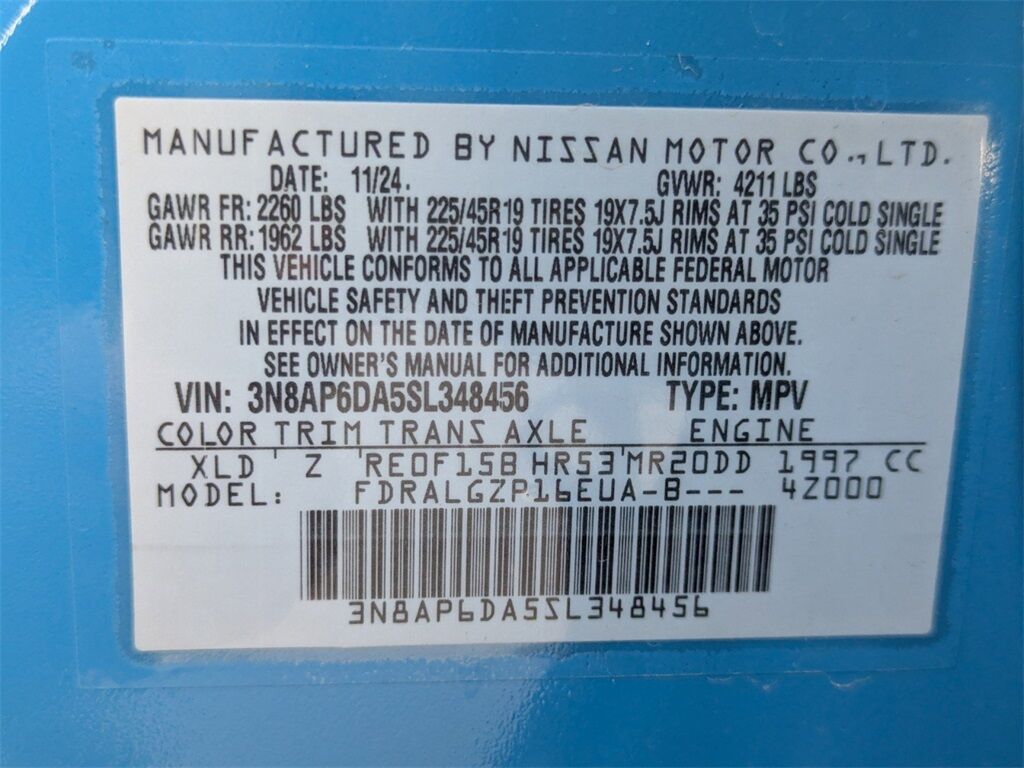 MANUFACTURED BY NISSAN MOTOR CO., LTD.
DATE: 11/24. GVWR: 4211 LBS
GAWR FR: 2260 LBS WITH 225/45R19 TIRES 19X7.5J RIMS AT 35 PSI COLD SINGLE
GAWR RR: 1962 LBS WITH 225/45R19 TIRES 19X7.5J RIMS AT 35 PSI COLD SINGLE
THIS VEHICLE CONFORMS TO ALL APPLICABLE FEDERAL MOTOR
VEHICLE SAFETY AND THEFT PREVENTION STANDARDS
IN EFFECT ON THE DATE OF MANUFACTURE SHOWN ABOVE.
SEE OWNER'S MANUAL FOR ADDITIONAL INFORMATION.
VIN: 3N8AP6DA5SL348456 TYPE: MPV
COLOR TRIM TRANS AXLE ENGINE
XLD Z RE0F15B HR53 MR20DD 1997 CC
MODEL: FDRALGZP16EUA-B--- 4Z000
3N8AP6DA5SL348456